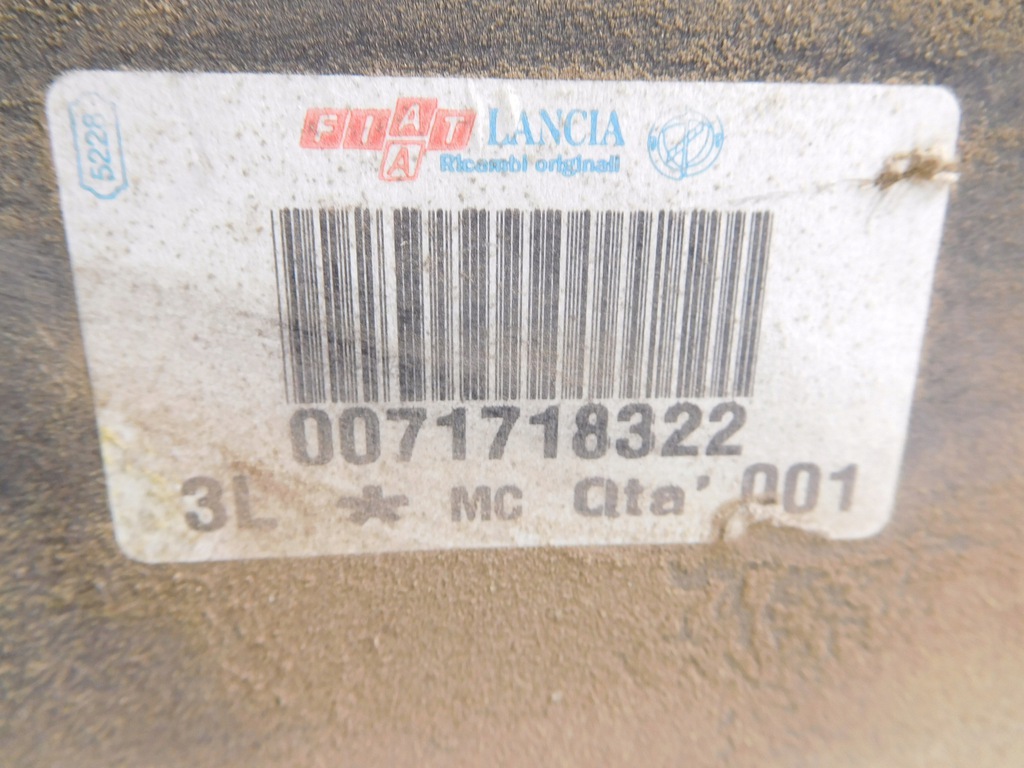 5228
FIAT LANCIA
A
Ricambi originali
0071718322
3L * MC Qta' 001